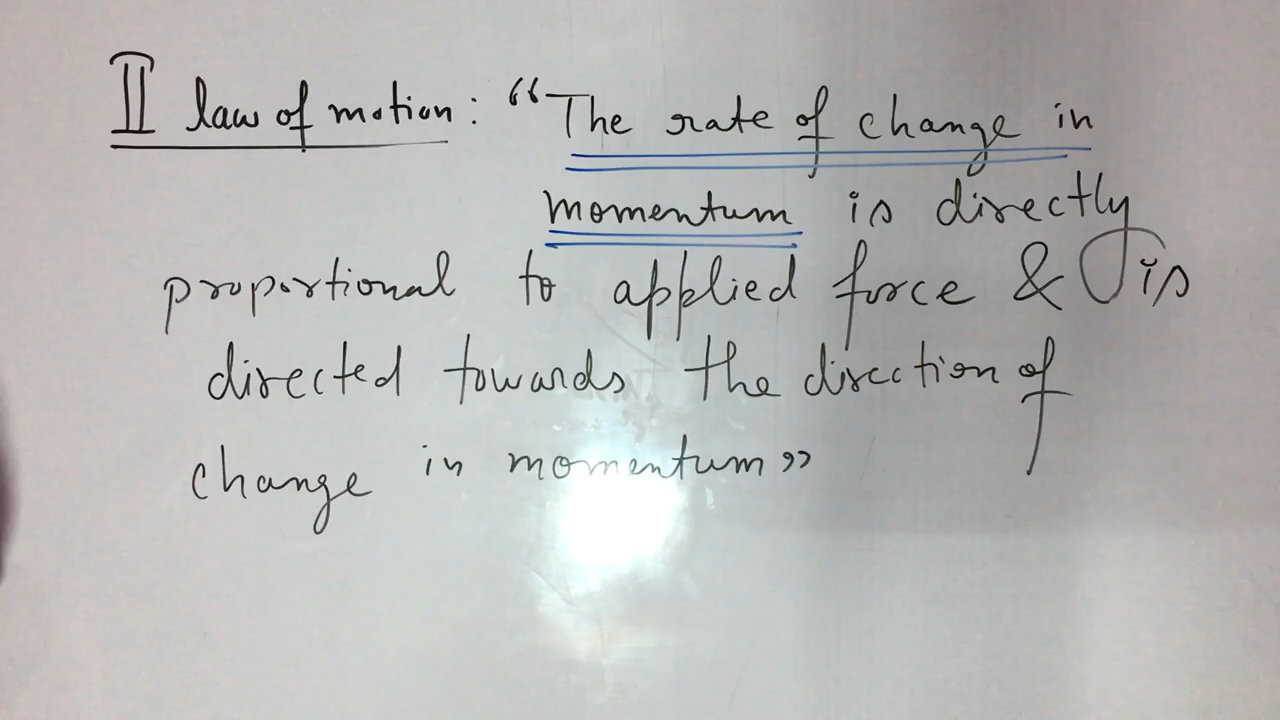 II law of motion: “The rate of change in
momentum is directly
proportional to applied force & is
directed towards the direction of
change in momentum”